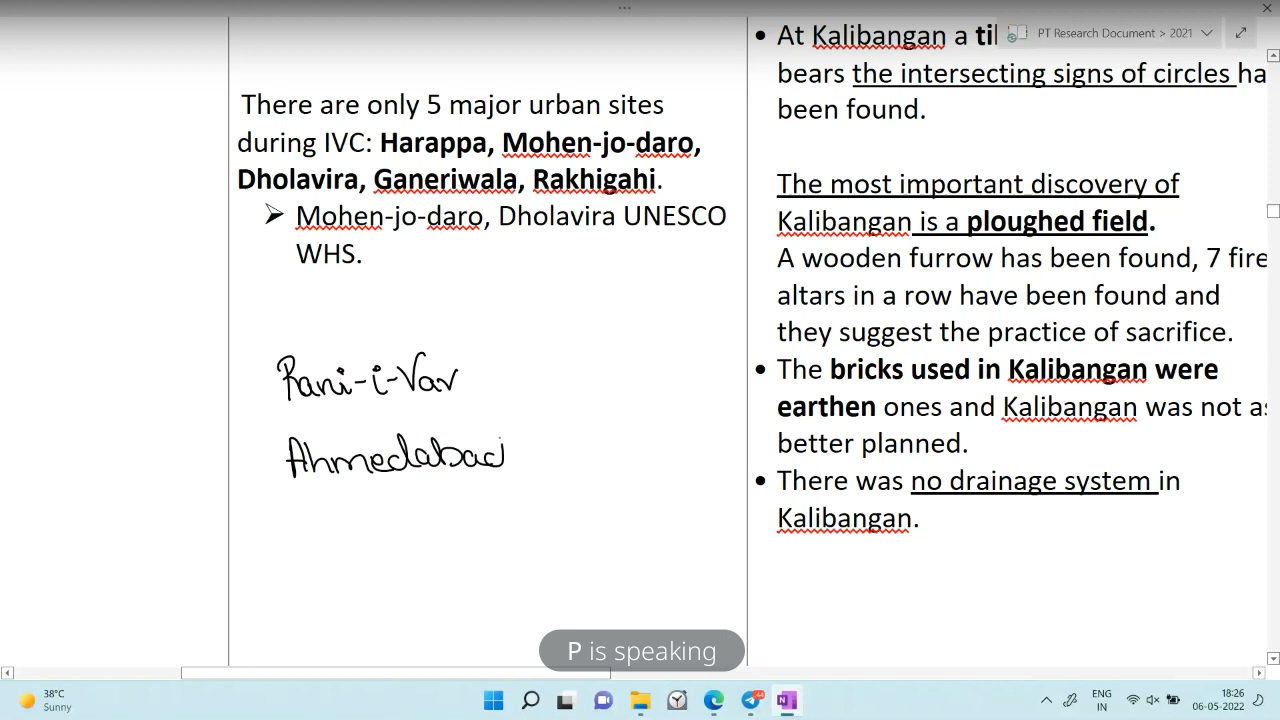 PT Research Document > 2021
There are only 5 major urban sites
during IVC: Harappa, Mohen-jo-daro,
Dholavira, Ganeriwala, Rakhigahi.
➢ Mohen-jo-daro, Dholavira UNESCO
WHS.
Rani-i-Vav
Ahmedabad
• At Kalibangan a
bears the intersecting signs of circles ha
been found.
The most important discovery of
Kalibangan is a ploughed field.
A wooden furrow has been found, 7 fire
altars in a row have been found and
they suggest the practice of sacrifice.
• The bricks used in Kalibangan were
earthen ones and Kalibangan was not as
better planned.
• There was no drainage system in
Kalibangan.
P is speaking
38°C
Sunny
44
ENG
IN
18:26
06-05-2022